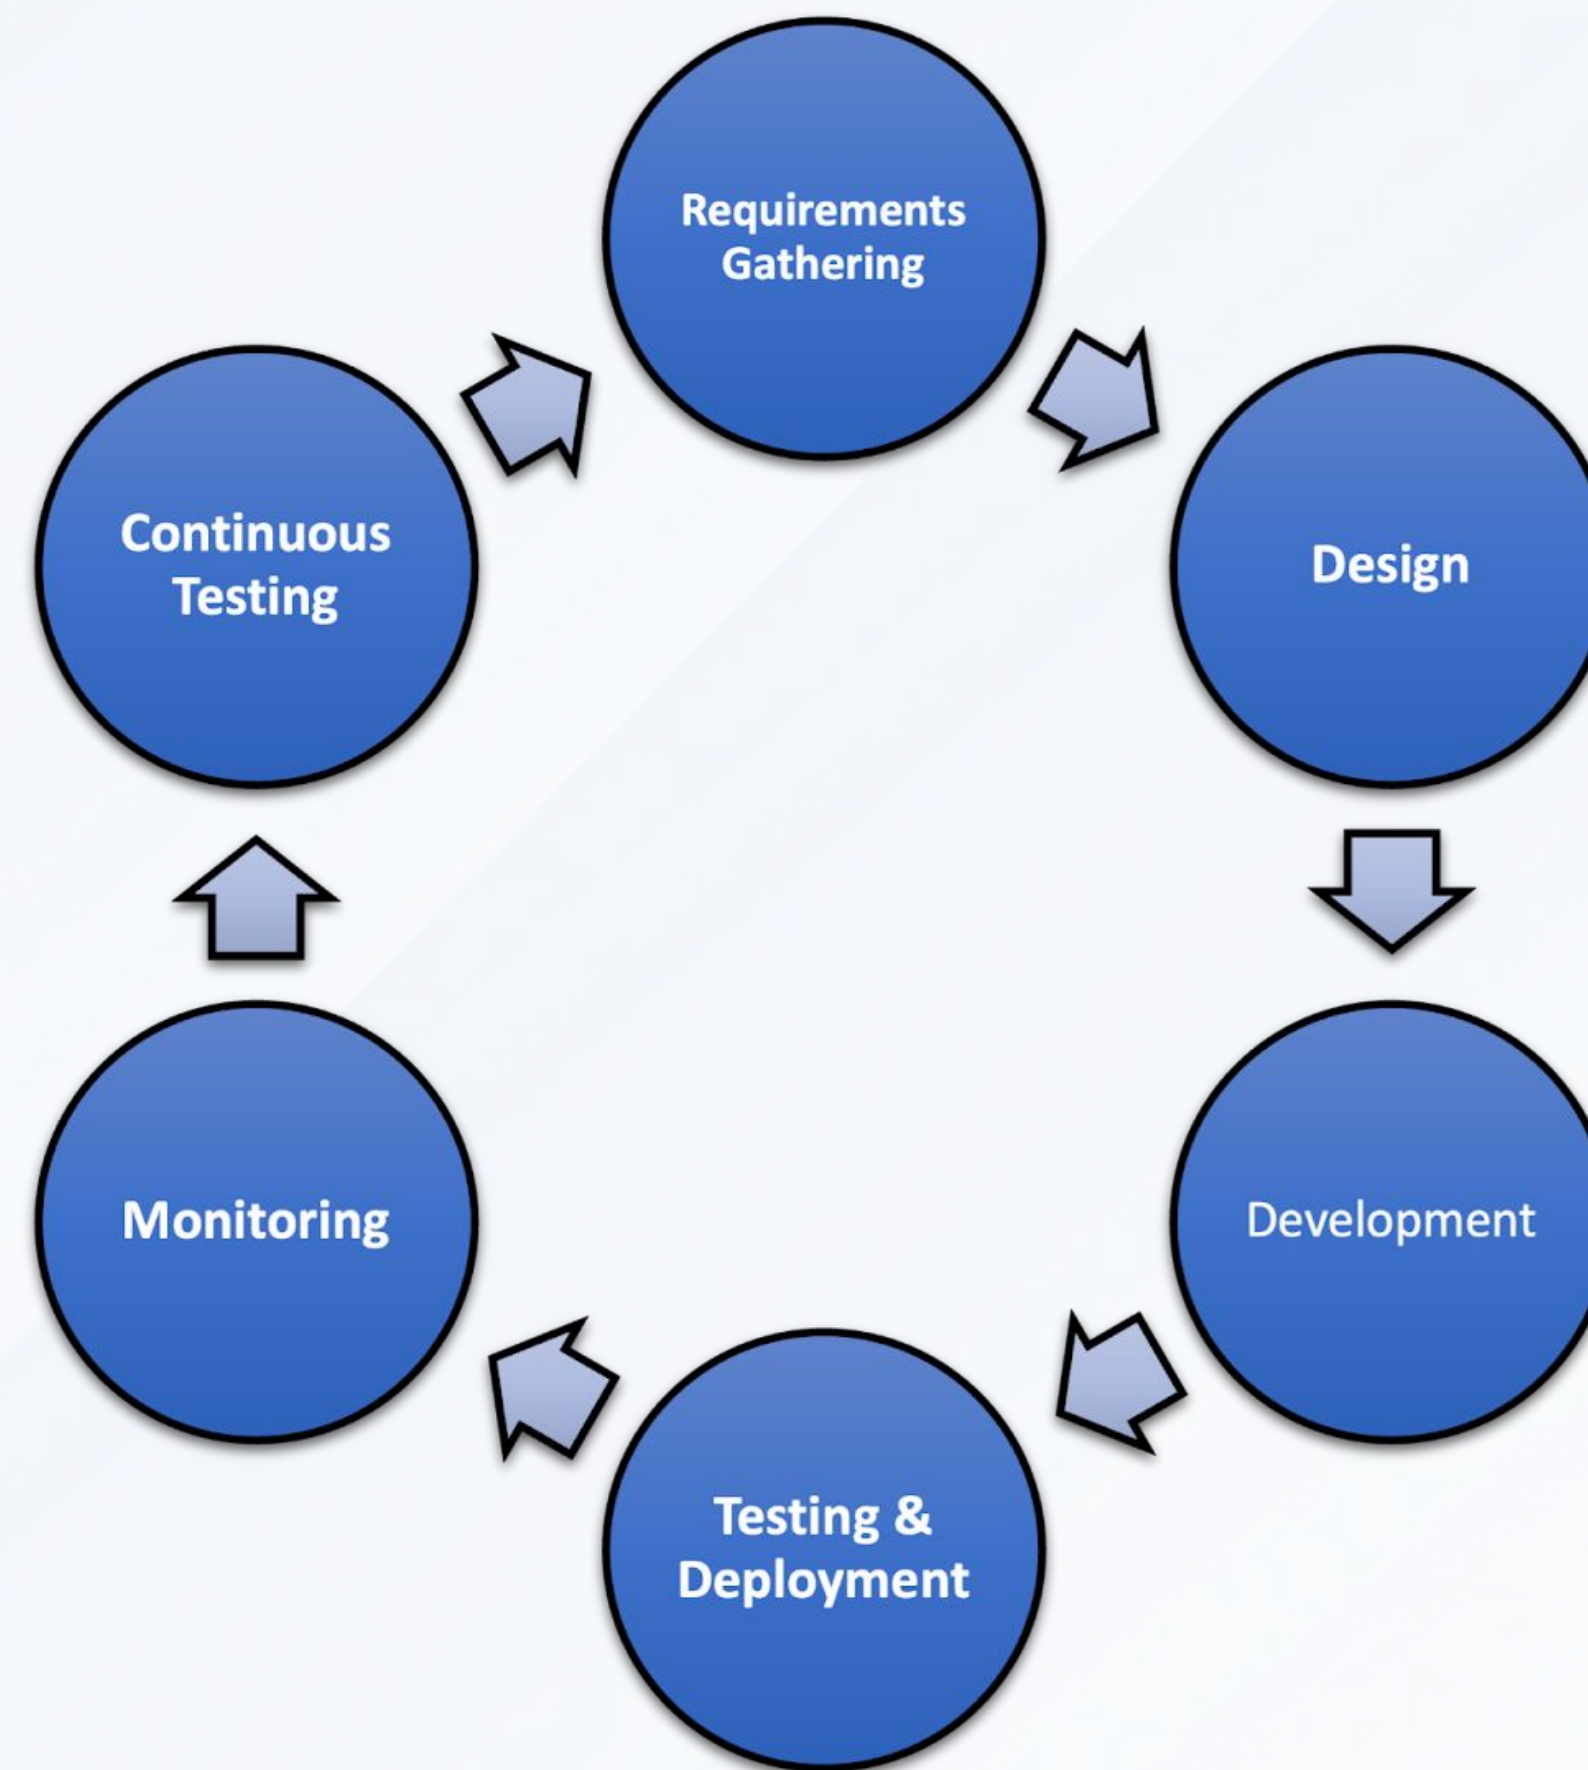 Requirements
Gathering
Design
Development
Testing &
Deployment
Monitoring
Continuous
Testing